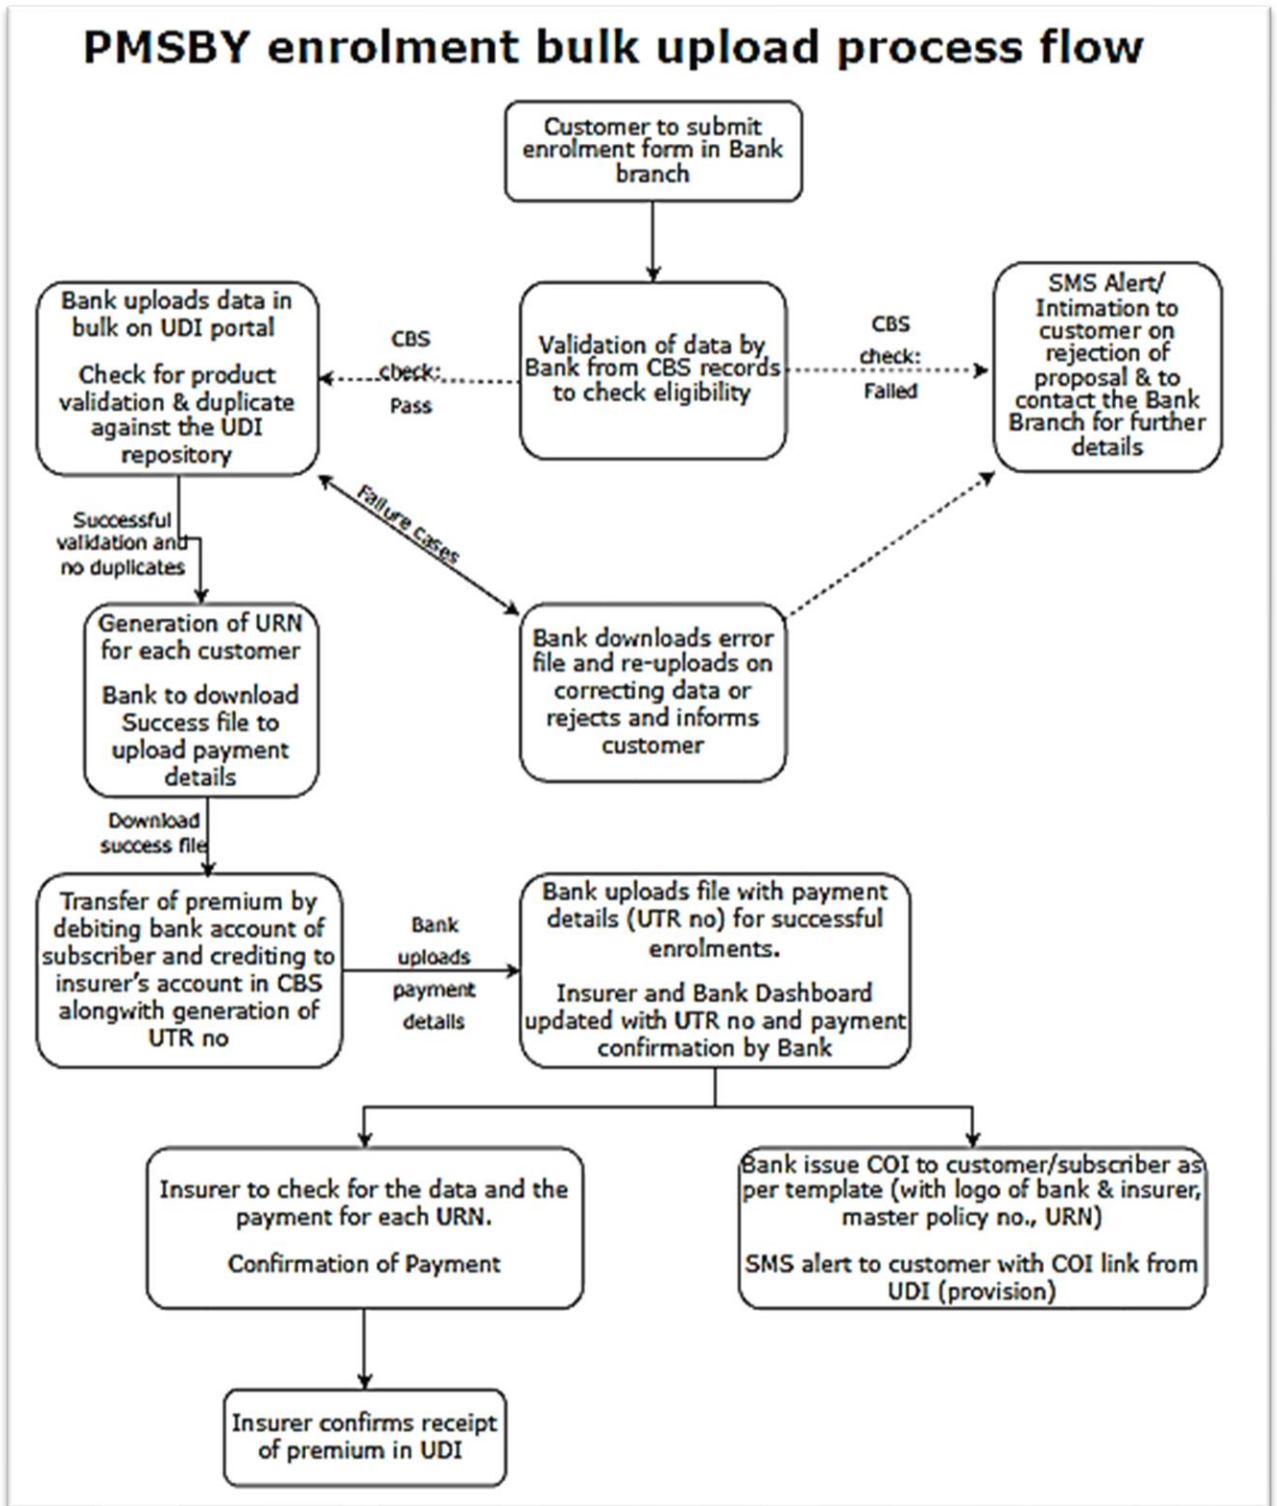 PMSBY enrolment bulk upload process flow
Customer to submit
enrolment form in Bank
branch
Bank uploads data in
bulk on UDI portal
Check for product
validation & duplicate
against the UDI
repository
CBS
check:
Pass
Validation of data by
Bank from CBS records
to check eligibility
CBS
check:
Failed
SMS Alert/
Intimation to
customer on
rejection of
proposal & to
contact the Bank
Branch for further
details
Successful
validation and
no duplicates
Failure cases
Generation of URN
for each customer
Bank to download
Success file to
upload payment
details
Bank downloads error
file and re-uploads on
correcting data or
rejects and informs
customer
Download
success file
Transfer of premium by
debiting bank account of
subscriber and crediting to
insurer's account in CBS
alongwith generation of
UTR no
Bank
uploads
payment
details
Bank uploads file with payment
details (UTR no) for successful
enrolments.
Insurer and Bank Dashboard
updated with UTR no and payment
confirmation by Bank
Insurer to check for the data and the
payment for each URN.
Confirmation of Payment
Bank issue COI to customer/subscriber as
per template (with logo of bank & insurer,
master policy no., URN)
SMS alert to customer with COI link from
UDI (provision)
Insurer confirms receipt
of premium in UDI